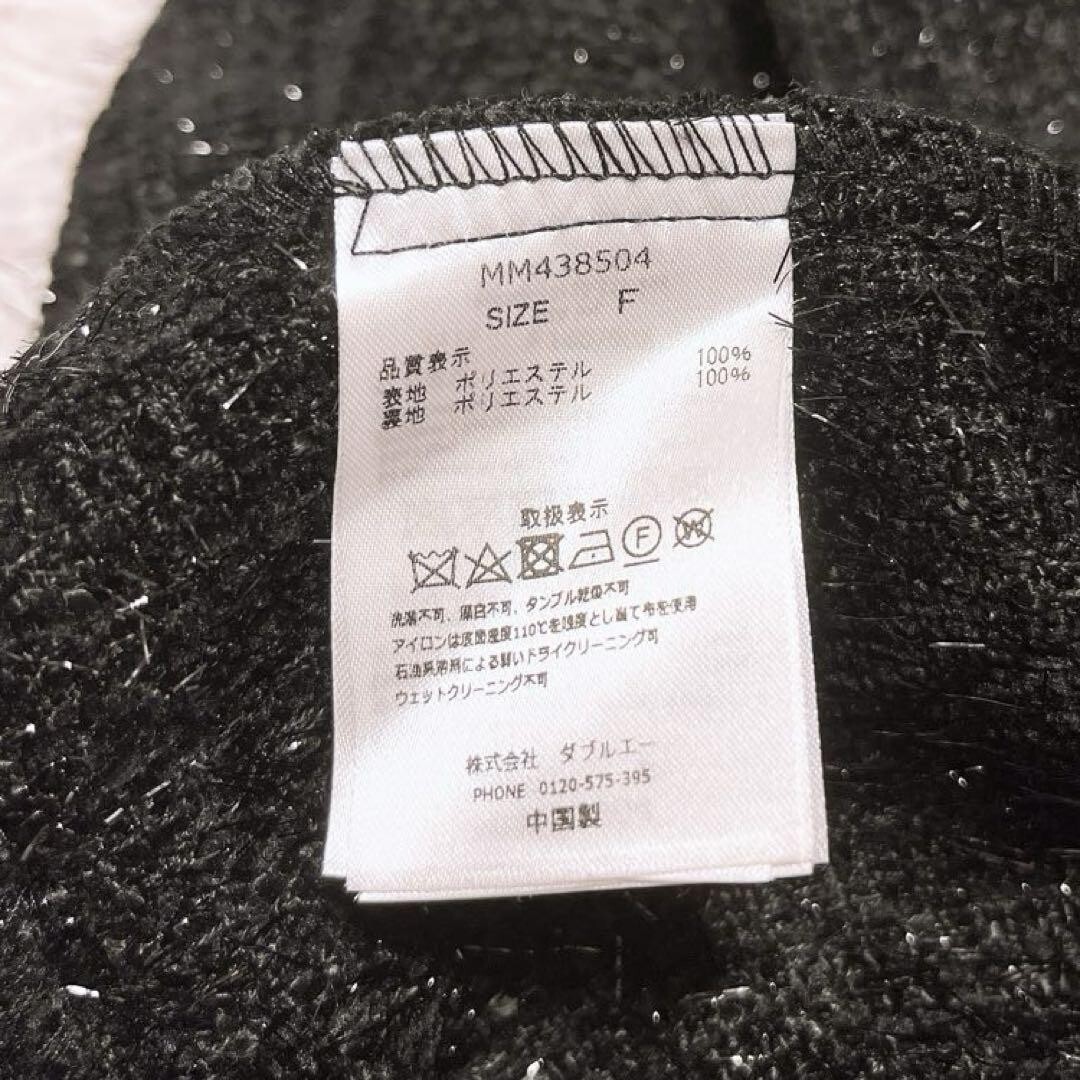 MM438504
SIZE F
品質表示
表地 ポリエステル 100%
裏地 ポリエステル 100%
取扱表示
F
W
洗濯不可、漂白不可、タンブル乾燥不可
アイロンは底面温度110℃を限度とし当て布を使用
石油系溶剤による弱いドライクリーニング可
ウェットクリーニング不可
株式会社 ダブルエー
PHONE 0120-575-395
中国製